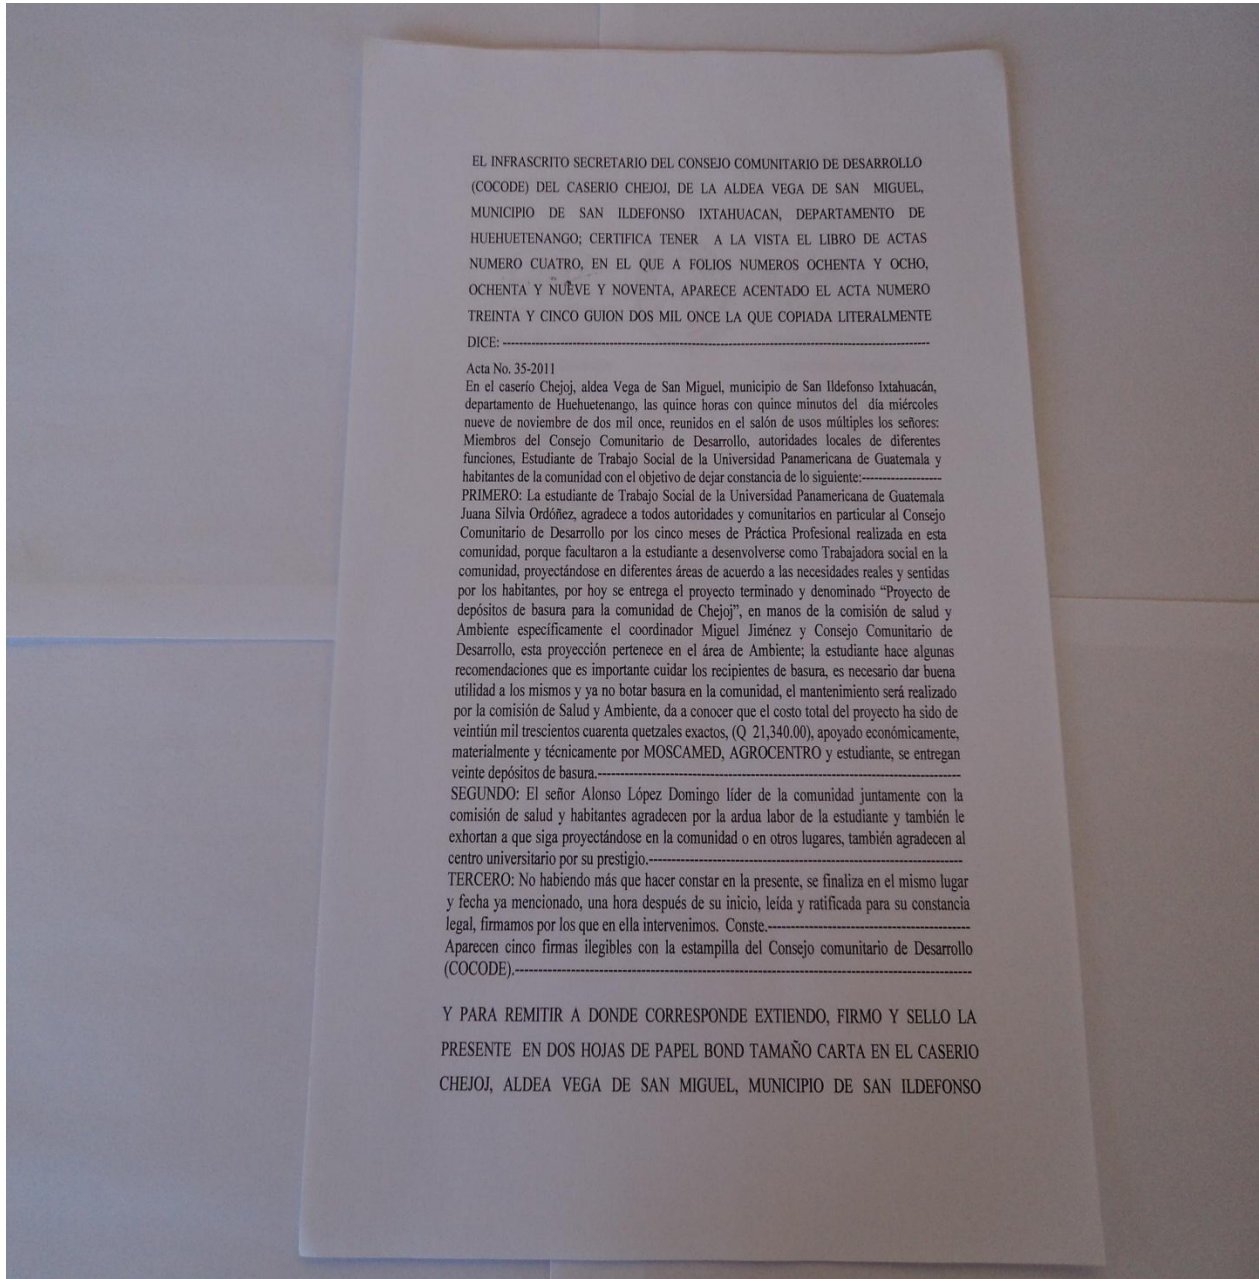 EL INFRASCRITO SECRETARIO DEL CONSEJO COMUNITARIO DE DESARROLLO
(COCODE) DEL CASERIO CHEJOJ, DE LA ALDEA VEGA DE SAN MIGUEL,
MUNICIPIO DE SAN ILDEFONSO IXTAHUACAN, DEPARTAMENTO DE
HUEHUETENANGO; CERTIFICA TENER A LA VISTA EL LIBRO DE ACTAS
NUMERO CUATRO, EN EL QUE A FOLIOS NUMEROS OCHENTA Y OCHO,
OCHENTA Y NUEVE Y NOVENTA, APARECE ACENTADO EL ACTA NUMERO
TREINTA Y CINCO GUION DOS MIL ONCE LA QUE COPIADA LITERALMENTE
DICE: ----------------------------------------------------------------------------------------------------
Acta No. 35-2011
En el caserío Chejoj, aldea Vega de San Miguel, municipio de San Ildefonso Ixtahuacán,
departamento de Huehuetenango, las quince horas con quince minutos del día miércoles
nueve de noviembre de dos mil once, reunidos en el salón de usos múltiples los señores:
Miembros del Consejo Comunitario de Desarrollo, autoridades locales de diferentes
funciones, Estudiante de Trabajo Social de la Universidad Panamericana de Guatemala y
habitantes de la comunidad con el objetivo de dejar constancia de lo siguiente:-------------------
PRIMERO: La estudiante de Trabajo Social de la Universidad Panamericana de Guatemala
Juana Silvia Ordóñez, agradece a todos autoridades y comunitarios en particular al Consejo
Comunitario de Desarrollo por los cinco meses de Práctica Profesional realizada en esta
comunidad, porque facultaron a la estudiante a desenvolverse como Trabajadora social en la
comunidad, proyectándose en diferentes áreas de acuerdo a las necesidades reales y sentidas
por los habitantes, por hoy se entrega el proyecto terminado y denominado “Proyecto de
depósitos de basura para la comunidad de Chejoj”, en manos de la comisión de salud y
Ambiente específicamente el coordinador Miguel Jiménez y Consejo Comunitario de
Desarrollo, esta proyección pertenece en el área de Ambiente; la estudiante hace algunas
recomendaciones que es importante cuidar los recipientes de basura, es necesario dar buena
utilidad a los mismos y ya no botar basura en la comunidad, el mantenimiento será realizado
por la comisión de Salud y Ambiente, da a conocer que el costo total del proyecto ha sido de
veintiún mil trescientos cuarenta quetzales exactos, (Q 21,340.00), apoyado económicamente,
materialmente y técnicamente por MOSCAMED, AGROCENTRO y estudiante, se entregan
veinte depósitos de basura.--------------------------------------------------------------------------------
SEGUNDO: El señor Alonso López Domingo líder de la comunidad juntamente con la
comisión de salud y habitantes agradecen por la ardua labor de la estudiante y también le
exhortan a que siga proyectándose en la comunidad o en otros lugares, también agradecen al
centro universitario por su prestigio.--------------------------------------------------------------------
TERCERO: No habiendo más que hacer constar en la presente, se finaliza en el mismo lugar
y fecha ya mencionado, una hora después de su inicio, leída y ratificada para su constancia
legal, firmamos por los que en ella intervenimos. Conste.--------------------------------------------
Aparecen cinco firmas ilegibles con la estampilla del Consejo comunitario de Desarrollo
(COCODE).----------------------------------------------------------------------------------------------------
Y PARA REMITIR A DONDE CORRESPONDE EXTIENDO, FIRMO Y SELLO LA
PRESENTE EN DOS HOJAS DE PAPEL BOND TAMAÑO CARTA EN EL CASERIO
CHEJOJ, ALDEA VEGA DE SAN MIGUEL, MUNICIPIO DE SAN ILDEFONSO